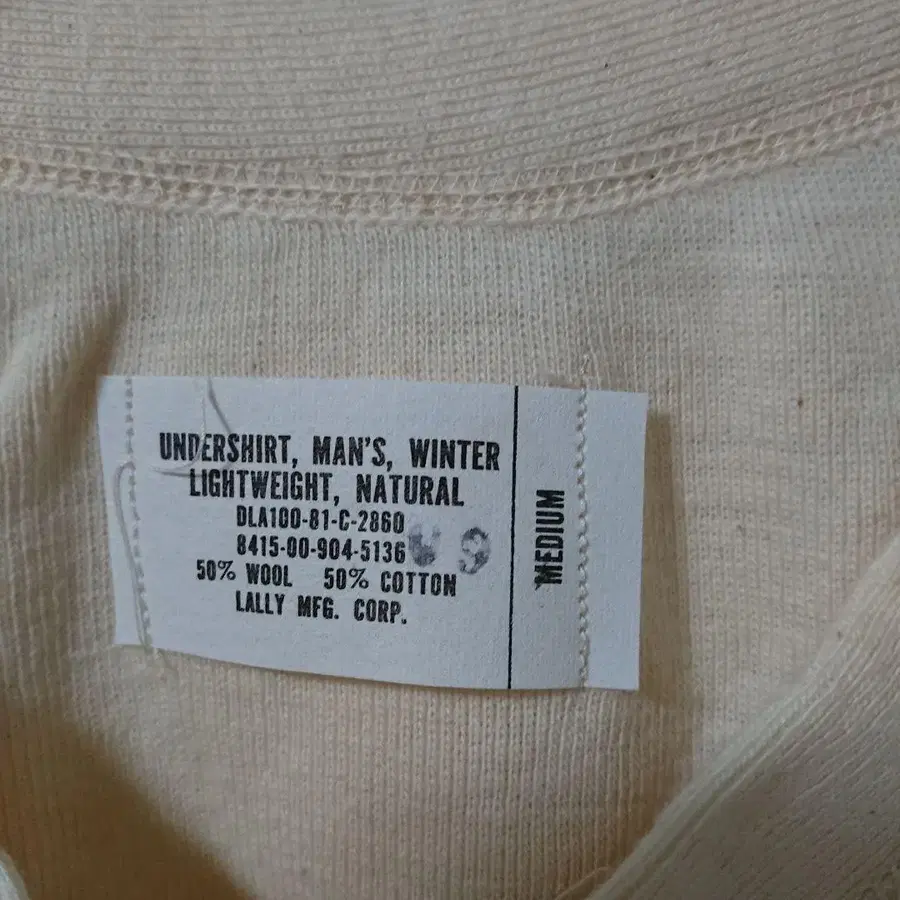 UNDERSHIRT, MAN'S, WINTER
LIGHTWEIGHT, NATURAL
DLA100-81-C-2860
8415-00-904-5136
50% WOOL 50% COTTON
LALLY MFG. CORP.
MEDIUM